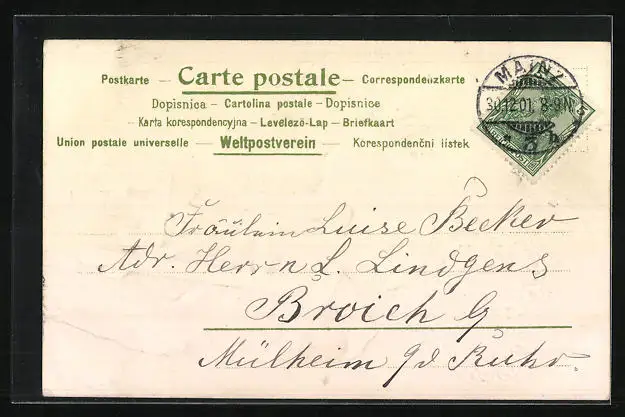 Postkarte – Carte postale – Correspondenzkarte
Dopisnica – Cartolina postale – Dopisnice
– Karta korespondencyjna – Levelező-Lap – Briefkaart
Union postale universelle – Weltpostverein – Korespondenční lístek
MAINZ
30.12.01. 8-9N.
Fräulein Luise Becker
Adr. Herrn L. Lindgens
Broich b/
Mülheim a/d Ruhr.